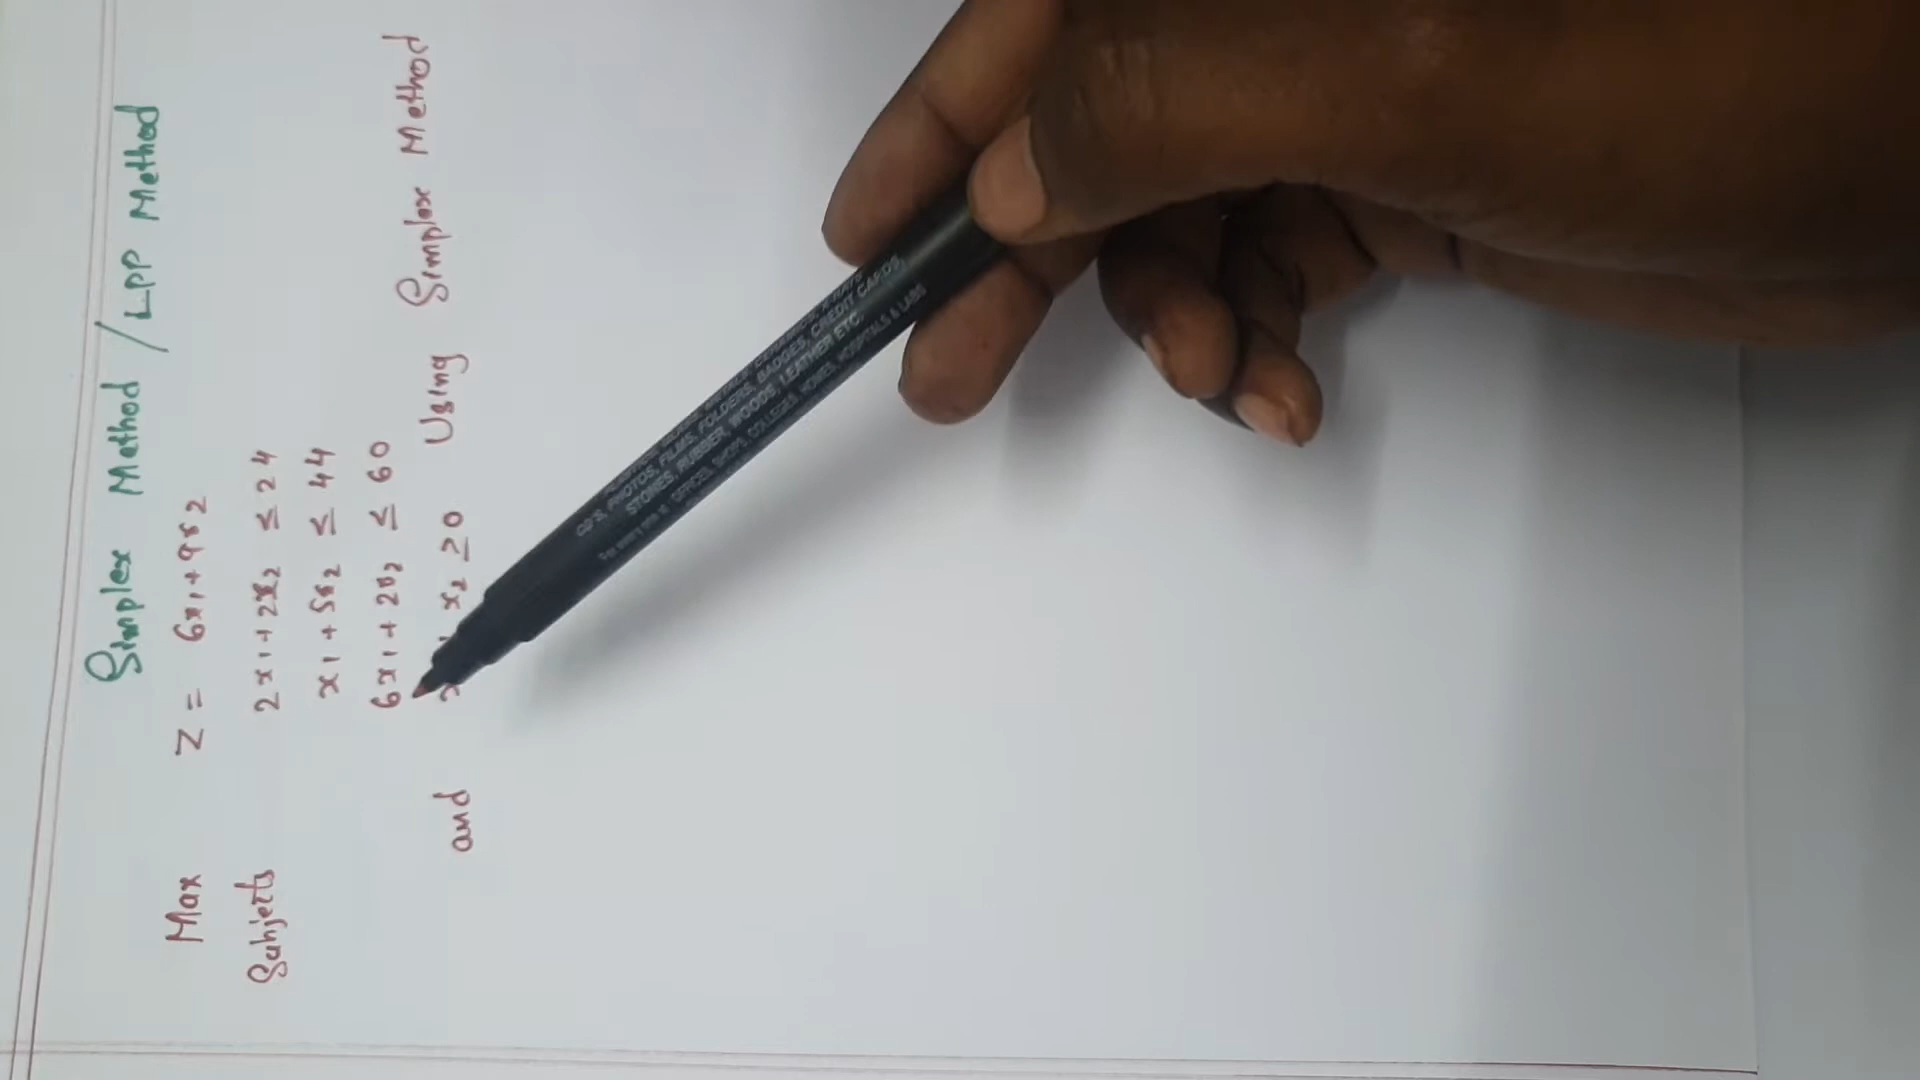 Simplex Method / LPP Method
Max Z = 6x1 + 9x2
Subjects 2x1 + 2x2 ≤ 24
x1 + 5x2 ≤ 44
6x1 + 2x2 ≤ 60
and x2 ≥ 0 Using Simplex Method
CD'S, PHOTOS, FILMS, FOLDERS, BADGES, CREDIT CARDS,
STONES, RUBBER, WOODS, LEATHER ETC.
OFFICES, SHOPS, COLLEGES, HOMES, HOSPITALS & LABS